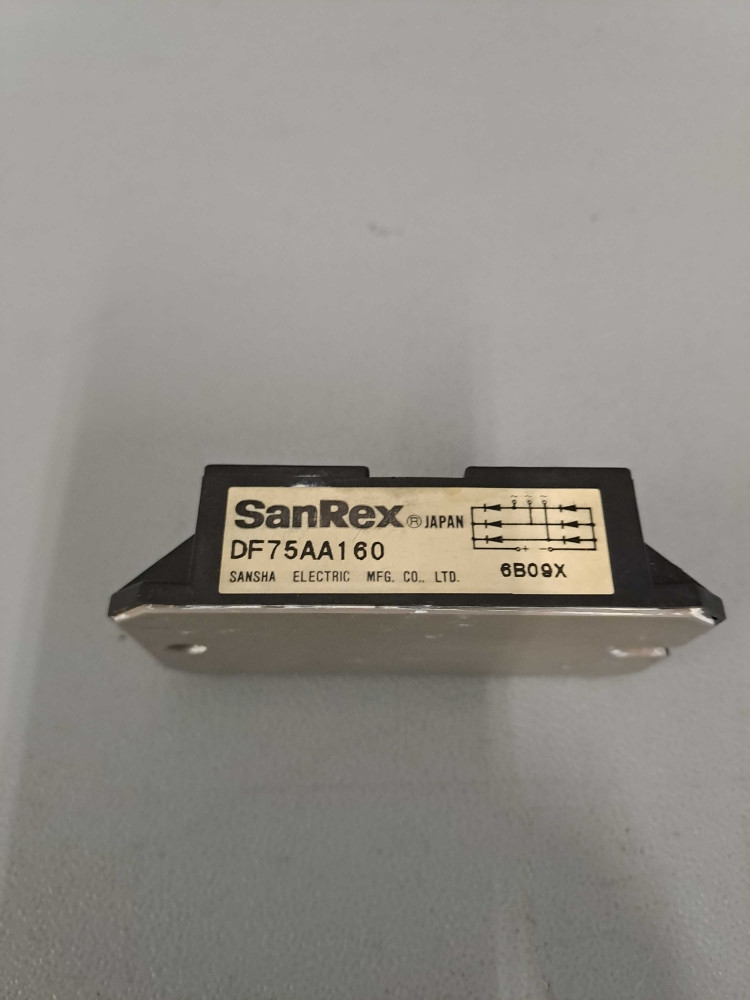 SanRex ® JAPAN
DF75AA160
SANSHA ELECTRIC MFG. CO., LTD.
~ ~ ~
+ -
6B09X